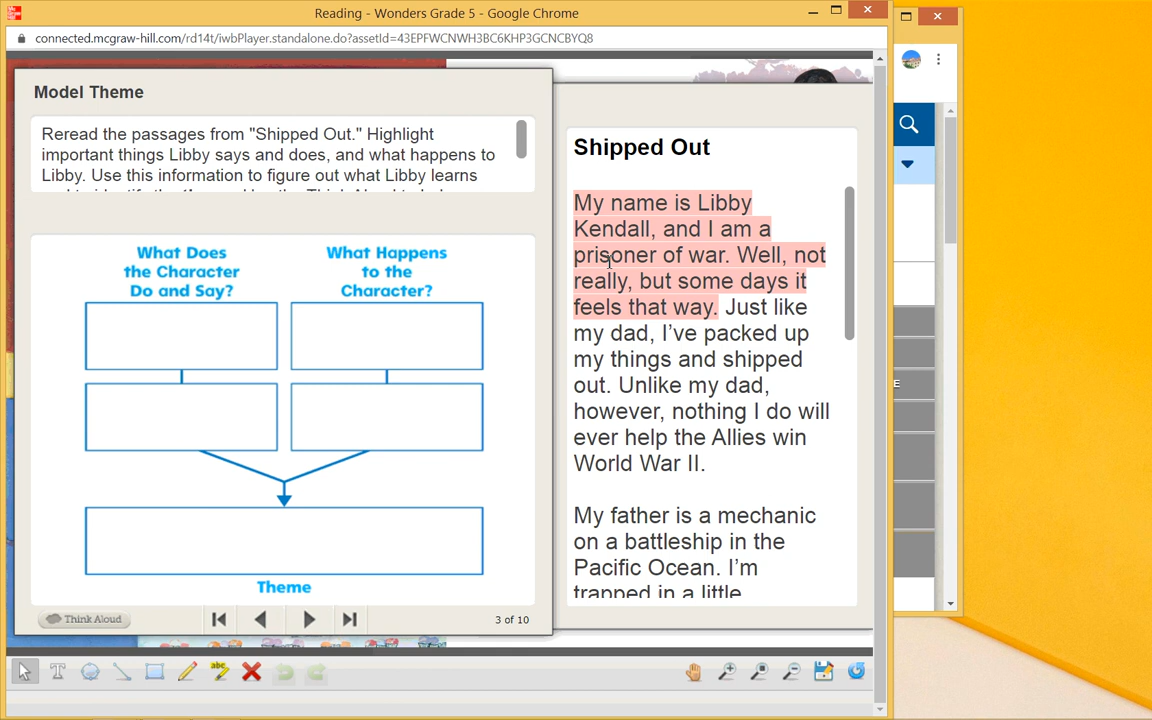 Reading - Wonders Grade 5 - Google Chrome
connected.mcgraw-hill.com/rd14t/iwbPlayer.standalone.do?assetId=43EPFWCNWH3BC6KHP3GCNCBYQ8
Model Theme
Reread the passages from "Shipped Out." Highlight
important things Libby says and does, and what happens to
Libby. Use this information to figure out what Libby learns
What Does
the Character
Do and Say?
What Happens
to the
Character?
Theme
Think Aloud
3 of 10
Shipped Out
My name is Libby
Kendall, and I am a
prisoner of war. Well, not
really, but some days it
feels that way. Just like
my dad, I've packed up
my things and shipped
out. Unlike my dad,
however, nothing I do will
ever help the Allies win
World War II.
My father is a mechanic
on a battleship in the
Pacific Ocean. I'm
trapped in a little
T
abc
E